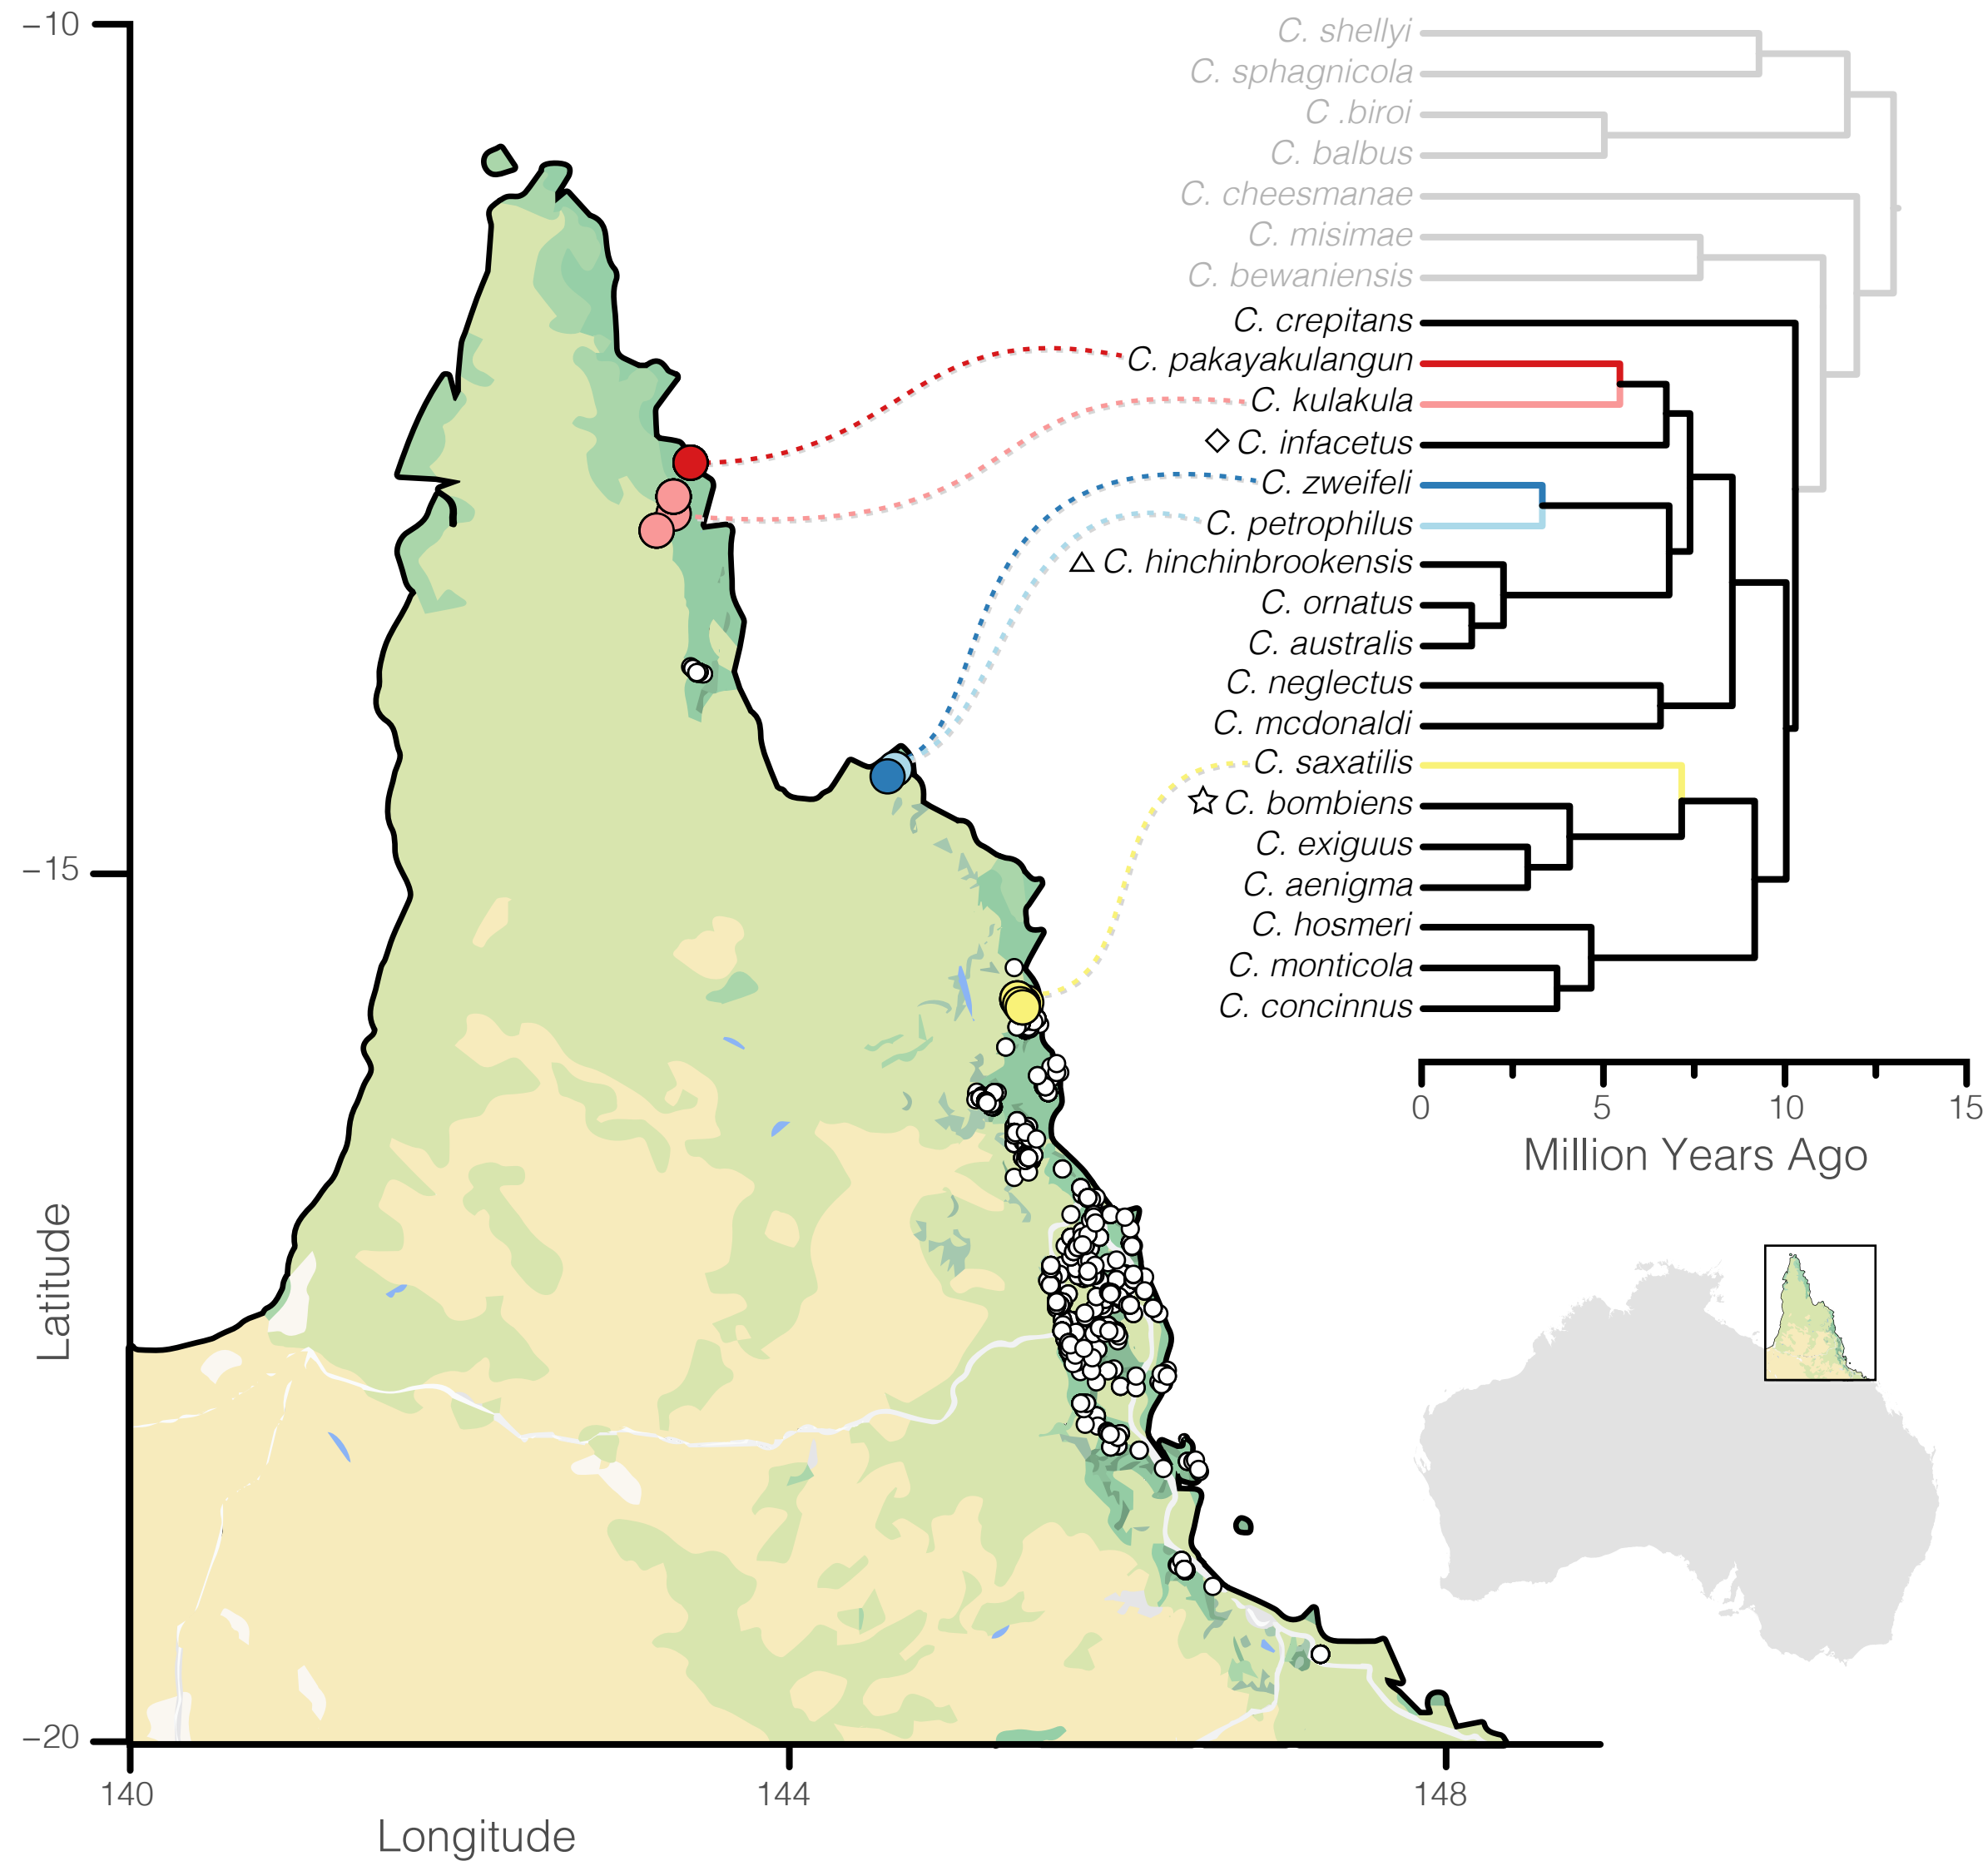 −10
−15
−20
Latitude
140
144
148
Longitude
C. shellyi
C. sphagnicola
C .biroi
C. balbus
C. cheesmanae
C. misimae
C. bewaniensis
C. crepitans
C. pakayakulangun
C. kulakula
C. infacetus
C. zweifeli
C. petrophilus
C. hinchinbrookensis
C. ornatus
C. australis
C. neglectus
C. mcdonaldi
C. saxatilis
C. bombiens
C. exiguus
C. aenigma
C. hosmeri
C. monticola
C. concinnus
0
5
10
15
Million Years Ago